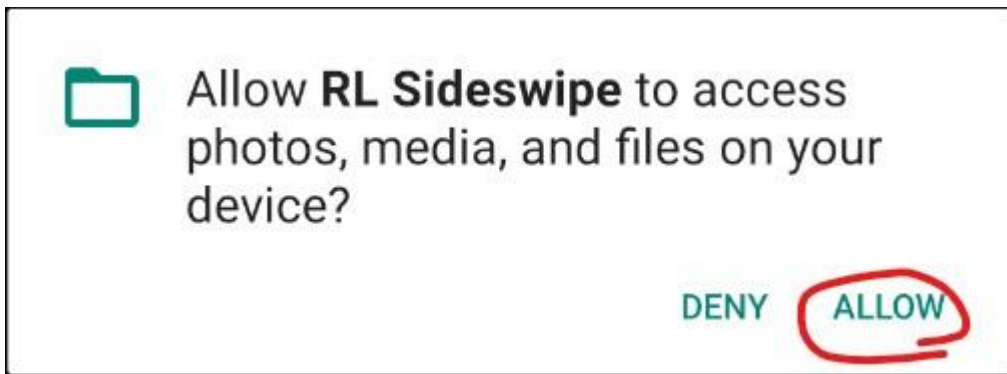 Allow RL Sideswipe to access
photos, media, and files on your
device?
DENY ALLOW